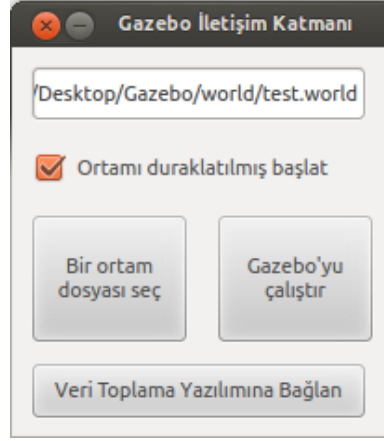 Gazebo İletişim Katmanı
/Desktop/Gazebo/world/test.world
Ortamı duraklatılmış başlat
Bir ortam
dosyası seç
Gazebo'yu
çalıştır
Veri Toplama Yazılımına Bağlan